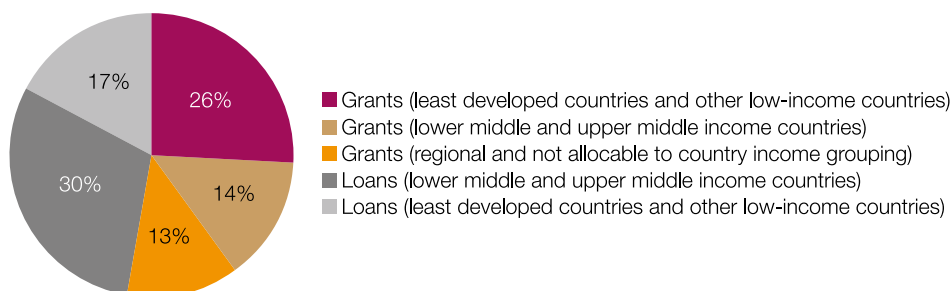 17%
26%
30%
14%
13%
Grants (least developed countries and other low-income countries)
Grants (lower middle and upper middle income countries)
Grants (regional and not allocable to country income grouping)
Loans (lower middle and upper middle income countries)
Loans (least developed countries and other low-income countries)